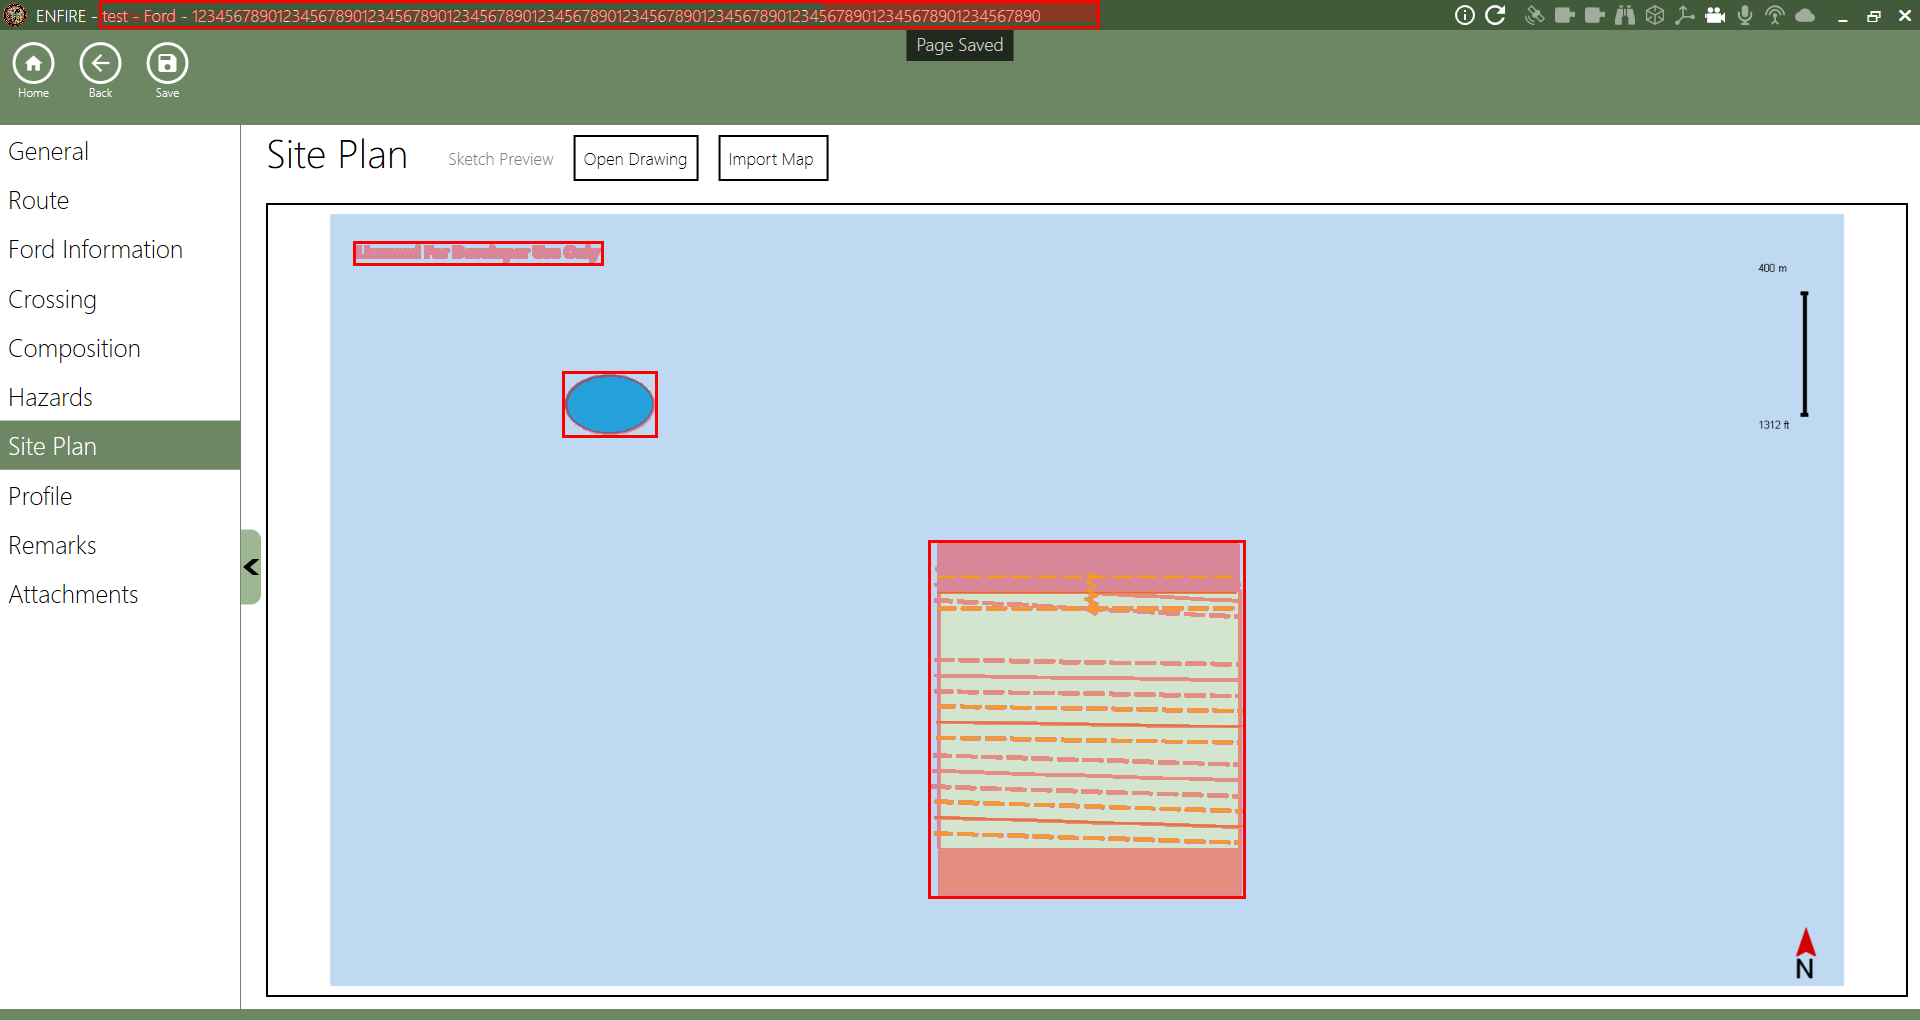 ENFIRE - test - Ford - 1234567890123456789012345678901234567890123456789012345678901234567890123456789012345678901234567890
Page Saved
Home
Back
Save
General
Route
Ford Information
Crossing
Composition
Hazards
Site Plan
Profile
Remarks
Attachments
Site Plan
Sketch Preview
Open Drawing
Import Map
Licensed For Developer Use Only
400 m
1312 ft
N